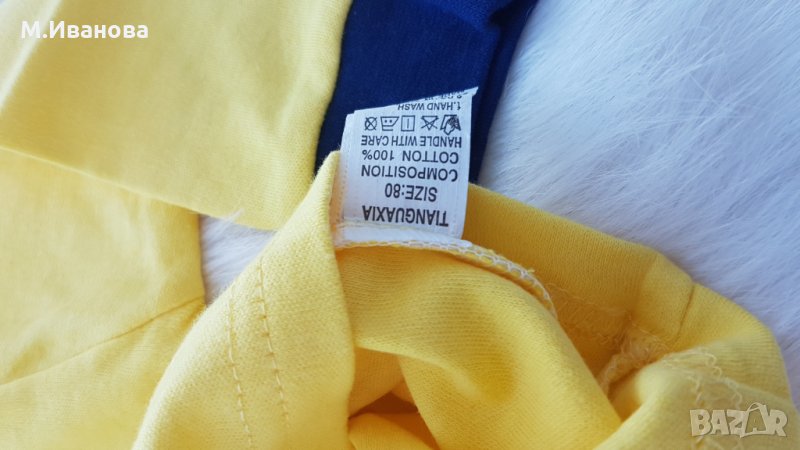 М.Иванова
TIANGUAXIA
SIZE:80
COMPOSITION
COTTON 100%
HANDLE WITH CARE
1.HAND WASH
BAZAR